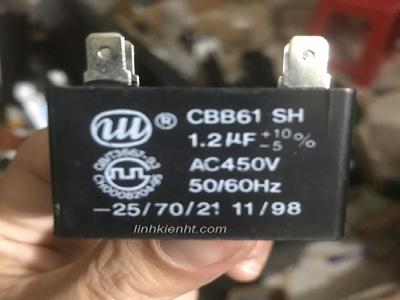 CBB61 SH
® 1.2μF +10 -5 %
AC450V
50/60Hz
-25/70/21 11/98
linhkienht.com